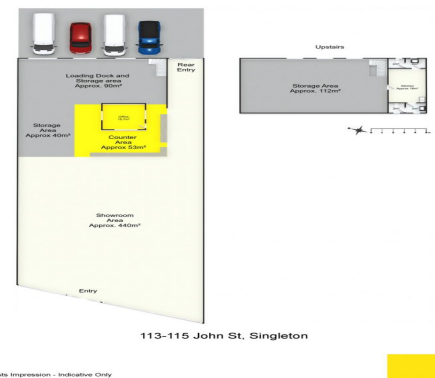 Rear
Entry
Loading Dock and
Storage area
Approx. 90m²
Storage
Area
Approx 40m²
Counter
Area
Approx 53m²
Showroom
Area
Approx. 440m²
Entry
Upstairs
Storage Area
Approx. 112m²
113-115 John St, Singleton
ts Impression - Indicative Only